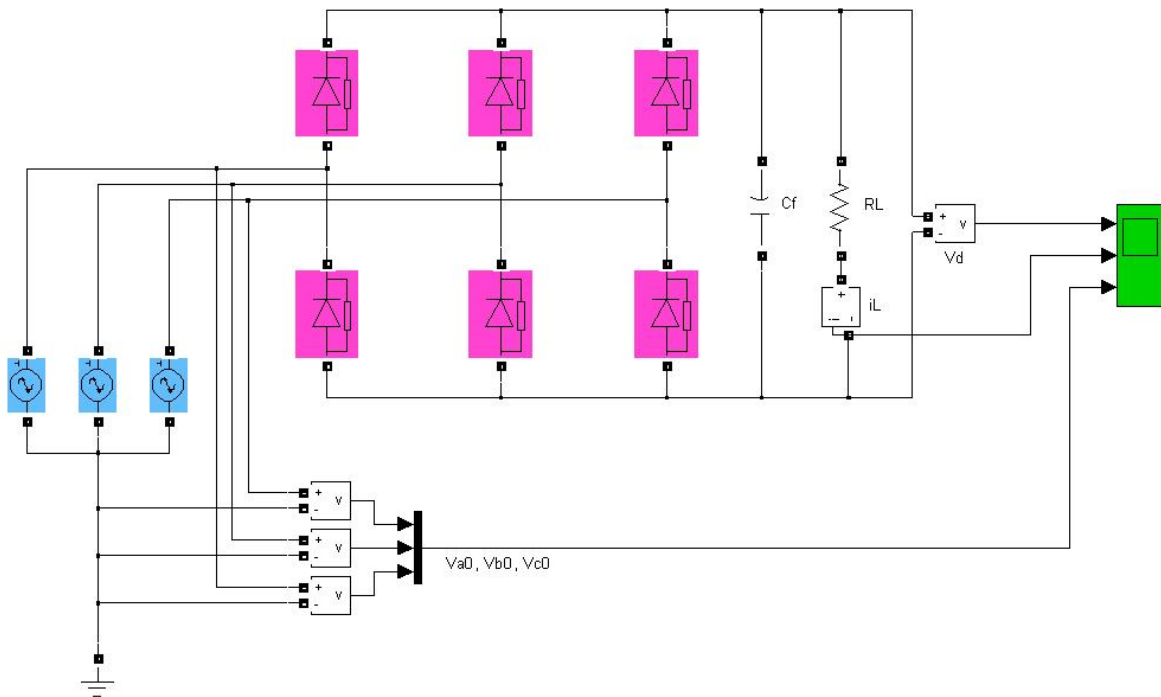 Cf
RL
+
-
v
Vd
+
i
-
iL
+
-
v
+
-
v
+
-
v
Va0, Vb0, Vc0